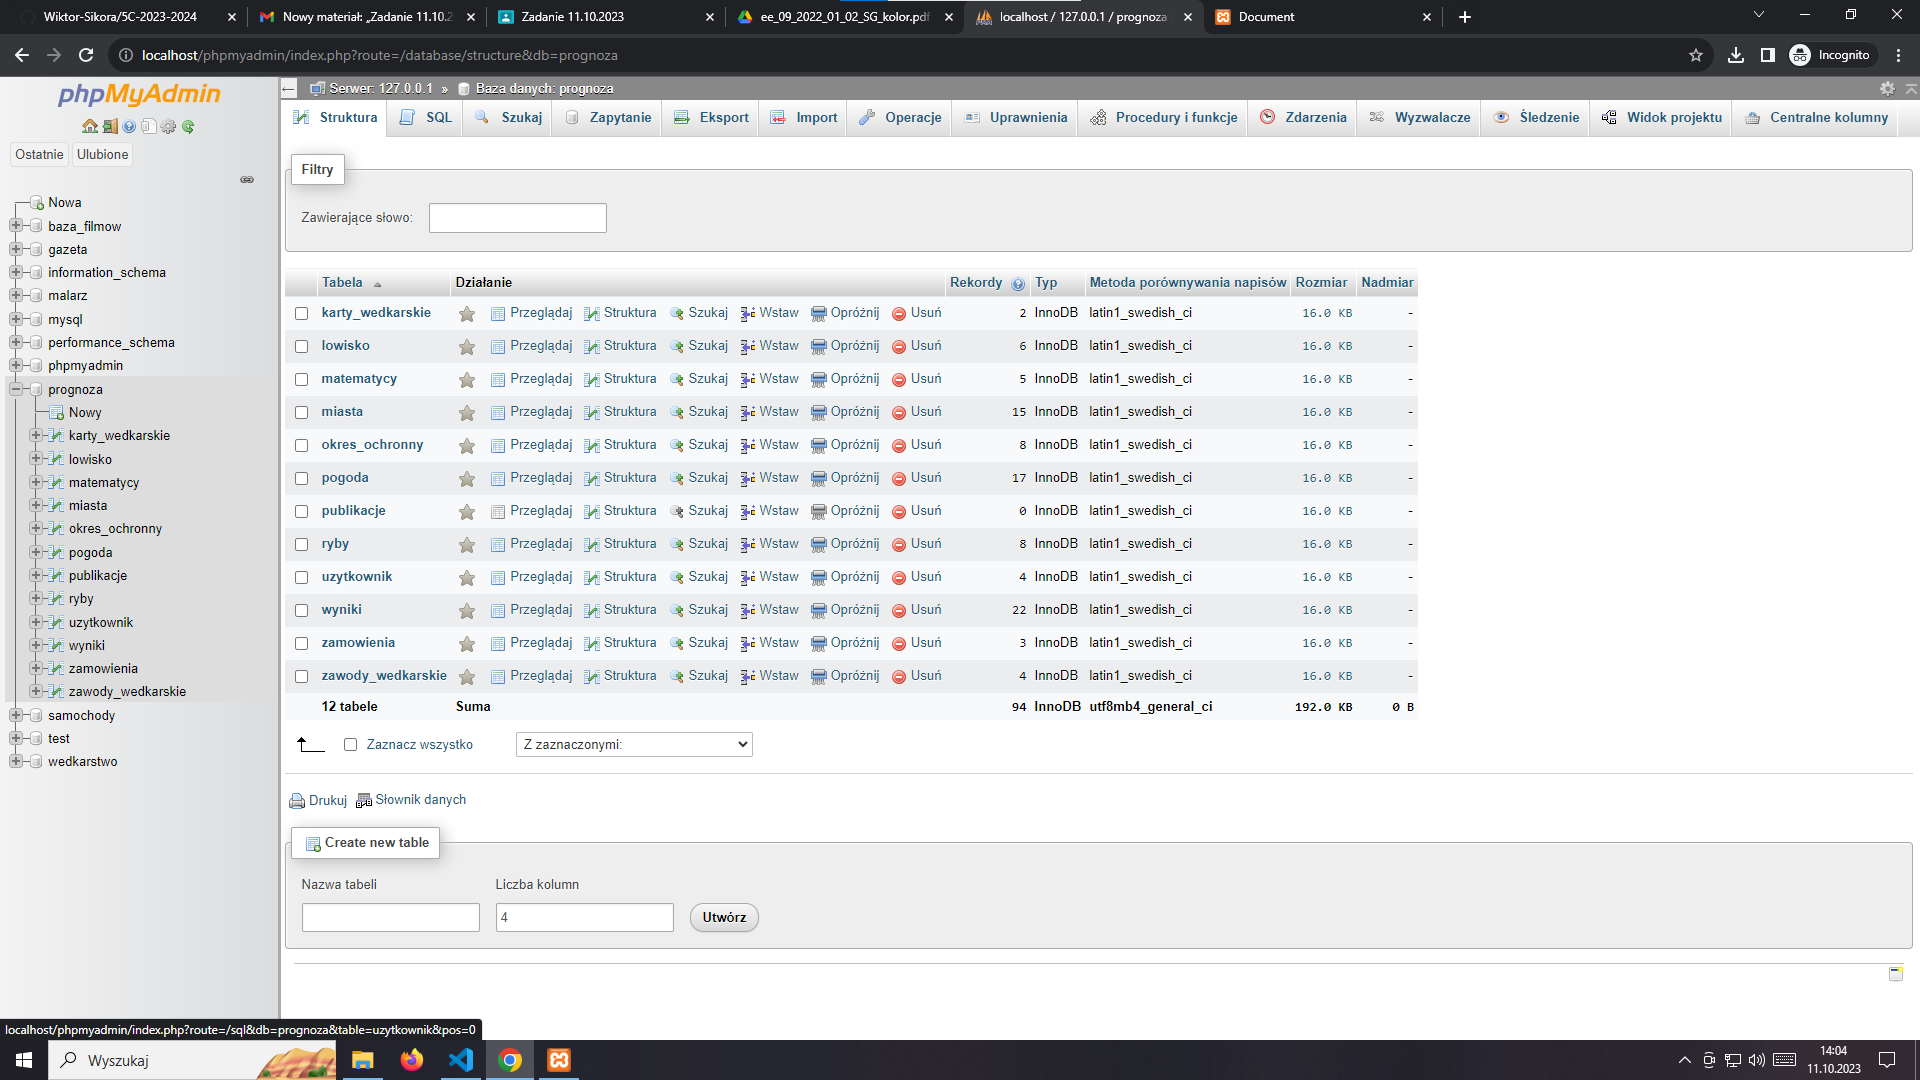 Wiktor-Sikora/5C-2023-2024
Nowy materiał: „Zadanie 11.10.2
Zadanie 11.10.2023
ee_09_2022_01_02_SG_kolor.pdf
localhost / 127.0.0.1 / prognoza
Document
localhost/phpmyadmin/index.php?route=/database/structure&db=prognoza
Incognito
phpMyAdmin
Ostatnie
Ulubione
Nowa
baza_filmow
gazeta
information_schema
malarz
mysql
performance_schema
phpmyadmin
prognoza
Nowy
karty_wedkarskie
lowisko
matematycy
miasta
okres_ochronny
pogoda
publikacje
ryby
uzytkownik
wyniki
zamowienia
zawody_wedkarskie
samochody
test
wedkarstwo
Serwer: 127.0.0.1 » Baza danych: prognoza
Struktura SQL Szukaj Zapytanie Eksport Import Operacje Uprawnienia Procedury i funkcje Zdarzenia Wyzwalacze Śledzenie Widok projektu Centralne kolumny
Filtry
Zawierające słowo:
Tabela Działanie Rekordy Typ Metoda porównywania napisów Rozmiar Nadmiar
karty_wedkarskie Przeglądaj Struktura Szukaj Wstaw Opróżnij Usuń 2 InnoDB latin1_swedish_ci 16.0 KB -
lowisko Przeglądaj Struktura Szukaj Wstaw Opróżnij Usuń 6 InnoDB latin1_swedish_ci 16.0 KB -
matematycy Przeglądaj Struktura Szukaj Wstaw Opróżnij Usuń 5 InnoDB latin1_swedish_ci 16.0 KB -
miasta Przeglądaj Struktura Szukaj Wstaw Opróżnij Usuń 15 InnoDB latin1_swedish_ci 16.0 KB -
okres_ochronny Przeglądaj Struktura Szukaj Wstaw Opróżnij Usuń 8 InnoDB latin1_swedish_ci 16.0 KB -
pogoda Przeglądaj Struktura Szukaj Wstaw Opróżnij Usuń 17 InnoDB latin1_swedish_ci 16.0 KB -
publikacje Przeglądaj Struktura Szukaj Wstaw Opróżnij Usuń 0 InnoDB latin1_swedish_ci 16.0 KB -
ryby Przeglądaj Struktura Szukaj Wstaw Opróżnij Usuń 8 InnoDB latin1_swedish_ci 16.0 KB -
uzytkownik Przeglądaj Struktura Szukaj Wstaw Opróżnij Usuń 4 InnoDB latin1_swedish_ci 16.0 KB -
wyniki Przeglądaj Struktura Szukaj Wstaw Opróżnij Usuń 22 InnoDB latin1_swedish_ci 16.0 KB -
zamowienia Przeglądaj Struktura Szukaj Wstaw Opróżnij Usuń 3 InnoDB latin1_swedish_ci 16.0 KB -
zawody_wedkarskie Przeglądaj Struktura Szukaj Wstaw Opróżnij Usuń 4 InnoDB latin1_swedish_ci 16.0 KB -
12 tabele Suma 94 InnoDB utf8mb4_general_ci 192.0 KB 0 B
Zaznacz wszystko Z zaznaczonymi:
Drukuj Słownik danych
Create new table
Nazwa tabeli Liczba kolumn
4 Utwórz
localhost/phpmyadmin/index.php?route=/sql&db=prognoza&table=uzytkownik&pos=0
Wyszukaj
14:04
11.10.2023